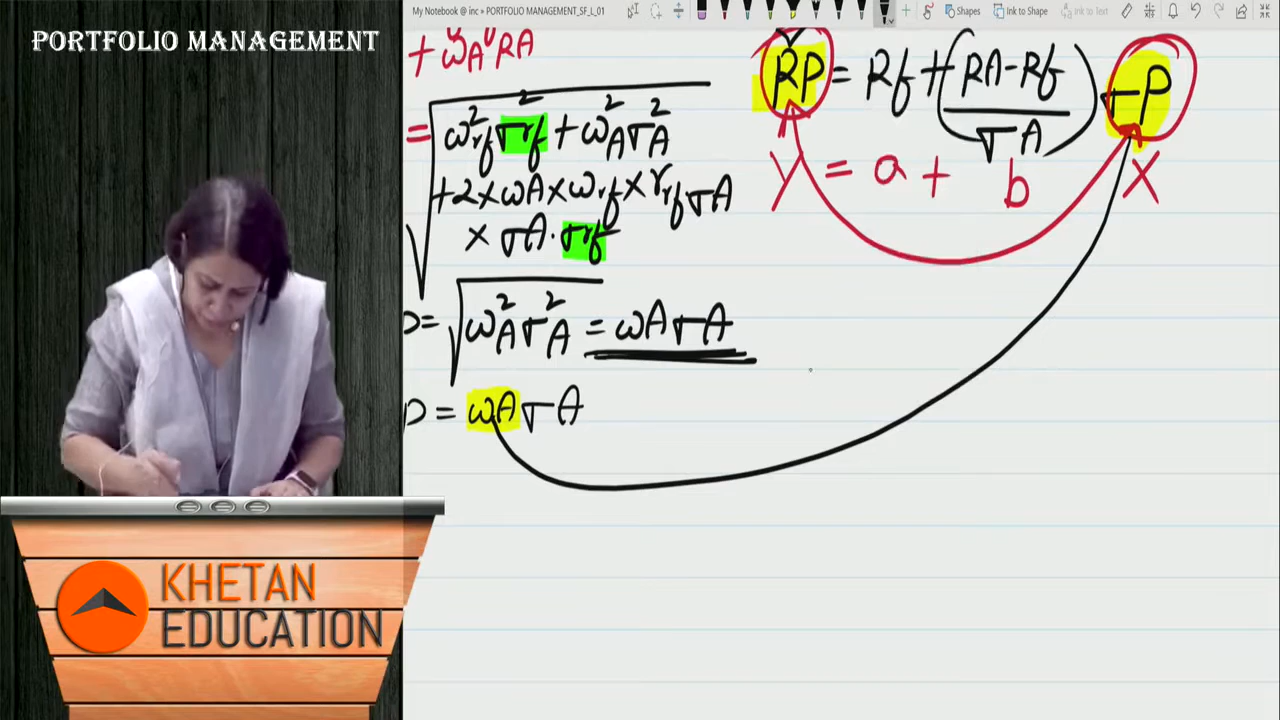 PORTFOLIO MANAGEMENT
My Notebook @ inc » PORTFOLIO MANAGEMENT_SF_L_01
Shapes
Ink to Shape
Ink to Text
+ ωA RA
= √ω²rf σ²rf + ω²A σ²A
+2×ωA×ωrf×rrfσA
× σA·σrf
= √ω²A σ²A = ωA σA
= ωA σA
RP = Rf + (RA-Rf / σA) σP
y = a + b x
KHETAN
EDUCATION